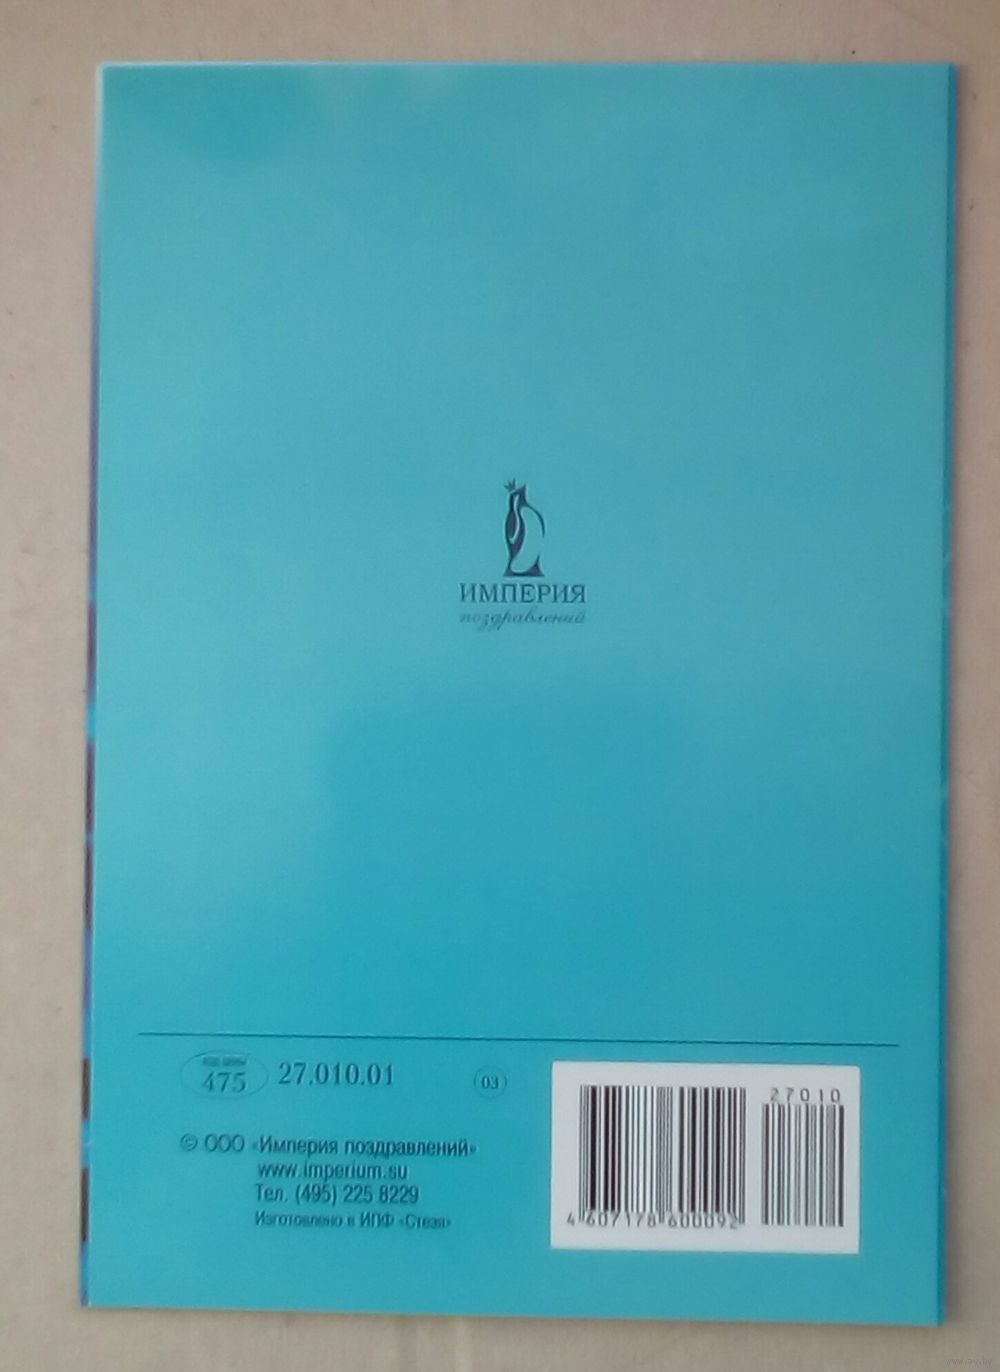 ИМПЕРИЯ
поздравлений
код цены
475
27.010.01
03
27010
© ООО «Империя поздравлений»
www.imperium.su
Тел. (495) 225 8229
Изготовлено в ИПФ «Стезя»
4 607178 600092